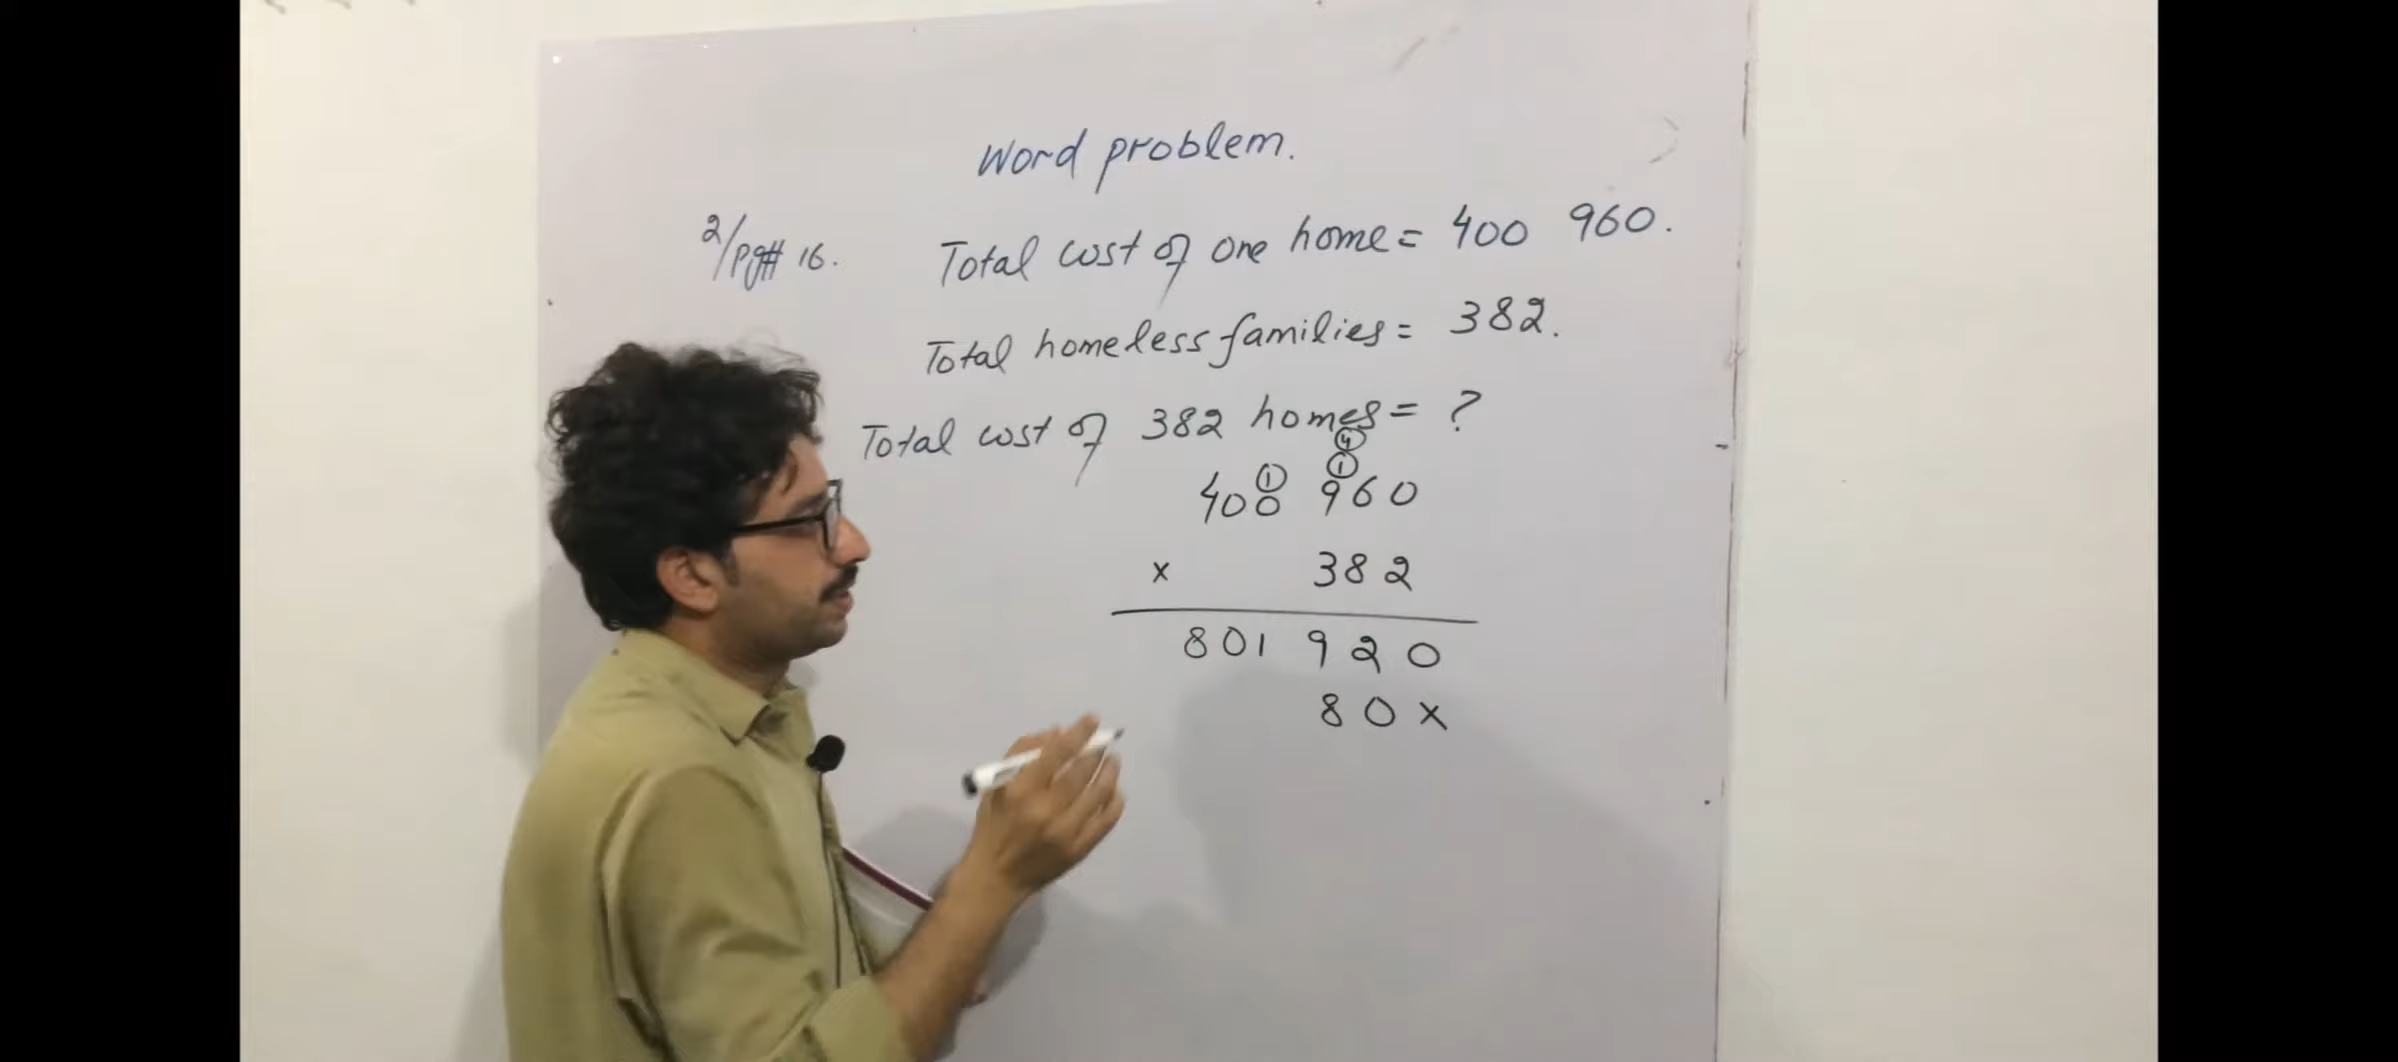 Word problem.
2/Pg# 16.
Total cost of one home = 400 960.
Total homeless families = 382.
Total cost of 382 homes = ?
4
1 1
400 960
x 382
801 920
80x